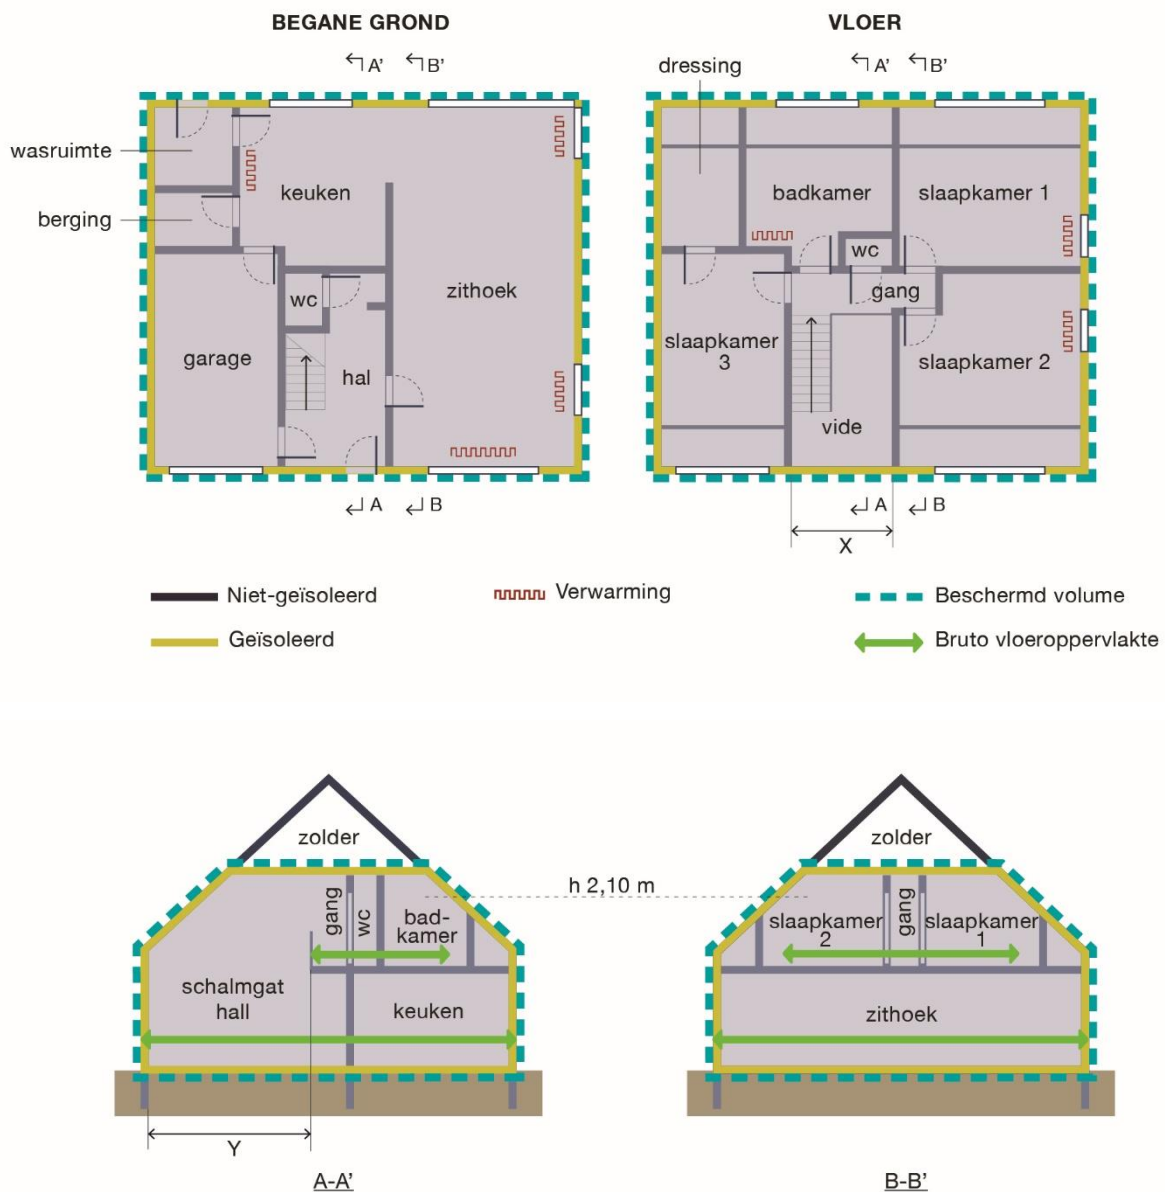 BEGANE GROND
VLOER
A'
B'
A'
B'
dressing
wasruimte
keuken
badkamer
slaapkamer 1
berging
wc
wc
gang
zithoek
garage
hal
slaapkamer
3
slaapkamer 2
vide
A
B
A
B
X
Niet-geïsoleerd
Verwarming
Beschermd volume
Geïsoleerd
Bruto vloeroppervlakte
zolder
zolder
h 2,10 m
gang
wc
bad-
kamer
slaapkamer
2
gang
slaapkamer
1
schalmgat
hall
keuken
zithoek
Y
A-A'
B-B'